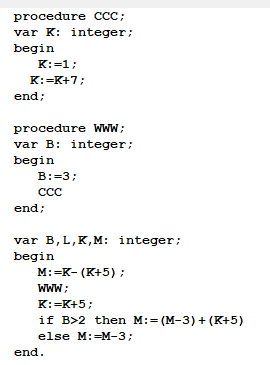 procedure CCC;
var K: integer;
begin
K:=1;
K:=K+7;
end;
procedure WWW;
var B: integer;
begin
B:=3;
CCC
end;
var B,L,K,M: integer;
begin
M:=K-(K+5);
WWW;
K:=K+5;
if B>2 then M:=(M-3)+(K+5)
else M:=M-3;
end.